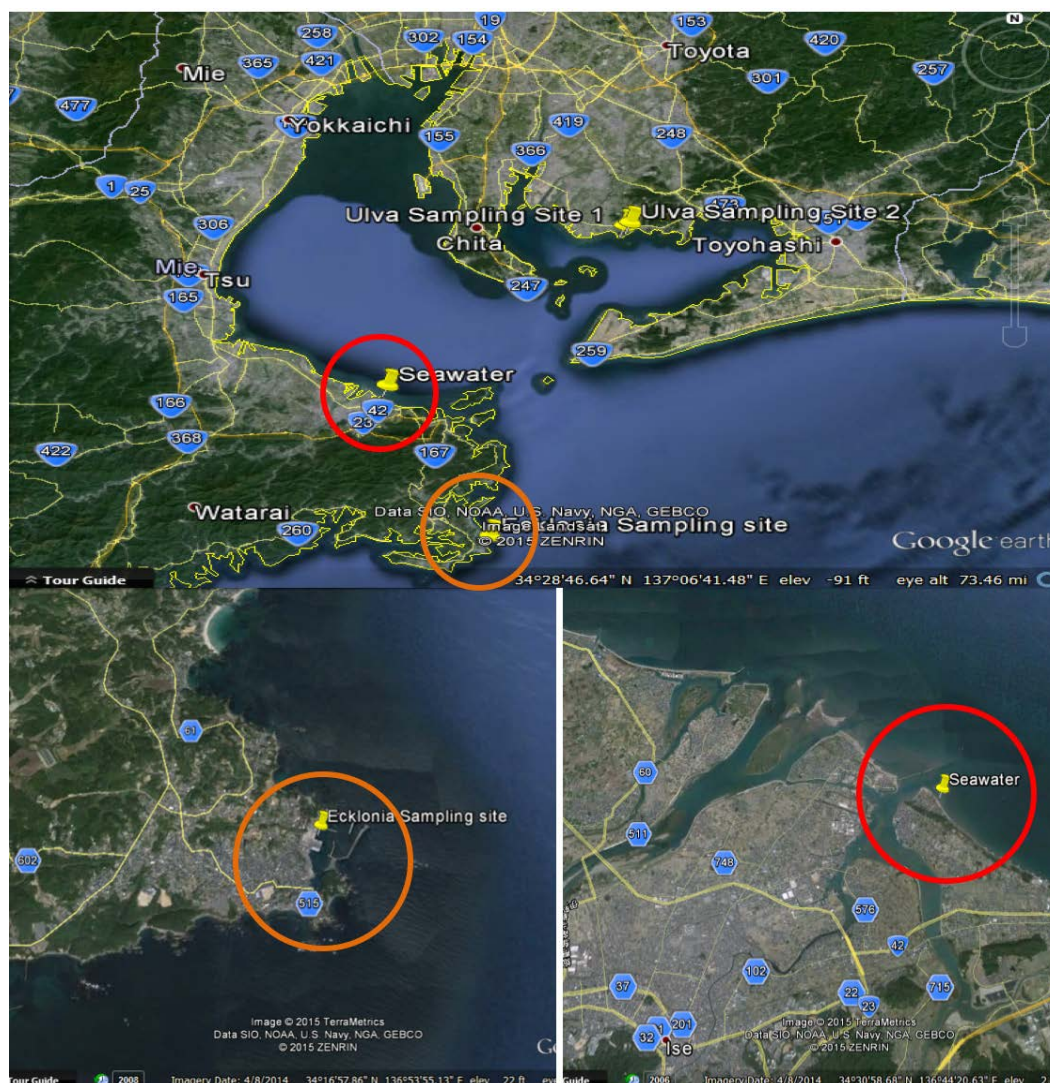 19
153
258
302
154
420
Toyota
421
365
Mie
301
257
477
Yokkaichi
155
419
248
366
1
25
473
Ulva Sampling Site 1
Ulva Sampling Site 2
306
Chita
Toyohashi
Mie
Tsu
247
165
259
Seawater
166
42
23
368
422
167
Watarai
260
Data SIO, NOAA, U.S. Navy, NGA, GEBCO
Image Landsat
Sampling site
© 2015 ZENRIN
Google earth
Tour Guide
34°28'46.64" N 137°06'41.48" E elev -91 ft eye alt 73.46 mi
61
Ecklonia Sampling site
602
515
Image © 2015 TerraMetrics
Data SIO, NOAA, U.S. Navy, NGA, GEBCO
© 2015 ZENRIN
Tour Guide
2008
Imagery Date: 4/8/2014 34°16'57.86" N 136°53'55.13" E elev 22 ft
60
Seawater
511
748
576
42
102
37
22
715
23
201
32
Ise
Image © 2015 TerraMetrics
Data SIO, NOAA, U.S. Navy, NGA, GEBCO
© 2015 ZENRIN
Guide
2006
Imagery Date: 4/8/2014 34°30'58.68" N 136°44'20.63" E elev